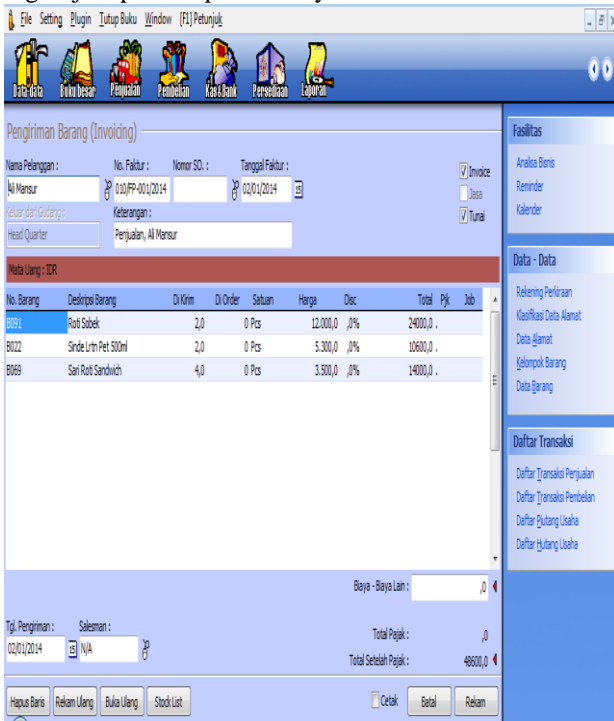 File Setting Plugin Tutup Buku Window [F1] Petunjuk
Data-data Buku besar Penjualan Pembelian Kas & Bank Persediaan Laporan
Pengiriman Barang (Invoicing)
Nama Pelanggan : No. Faktur : Nomor SO. : Tanggal Faktur :
Ali Mansur 010/FP-001/2014 02/01/2014 15
Invoice
Jasa
Tunai
Keluar dari Gudang : Keterangan :
Head Quarter Penjualan, Ali Mansur
Mata Uang : IDR
No. Barang Deskripsi Barang Di Kirim Di Order Satuan Harga Disc Total Pjk Job
B091 Roti Sobek 2,0 0 Pcs 12.000,0 ,0% 24000,0 .
B022 Sinde Lrtn Pet 500ml 2,0 0 Pcs 5.300,0 ,0% 10600,0 .
B069 Sari Roti Sandwich 4,0 0 Pcs 3.500,0 ,0% 14000,0 .
Biaya - Biaya Lain : ,0
Tgl. Pengiriman : Salesman :
02/01/2014 15 N/A
Total Pajak : ,0
Total Setelah Pajak : 48600,0
Hapus Baris Rekam Ulang Buka Ulang Stock List Cetak Batal Rekam
Fasilitas
Analisa Bisnis
Reminder
Kalender
Data - Data
Rekening Perkiraan
Klasifikasi Data Alamat
Data Alamat
Kelompok Barang
Data Barang
Daftar Transaksi
Daftar Transaksi Penjualan
Daftar Transaksi Pembelian
Daftar Piutang Usaha
Daftar Hutang Usaha